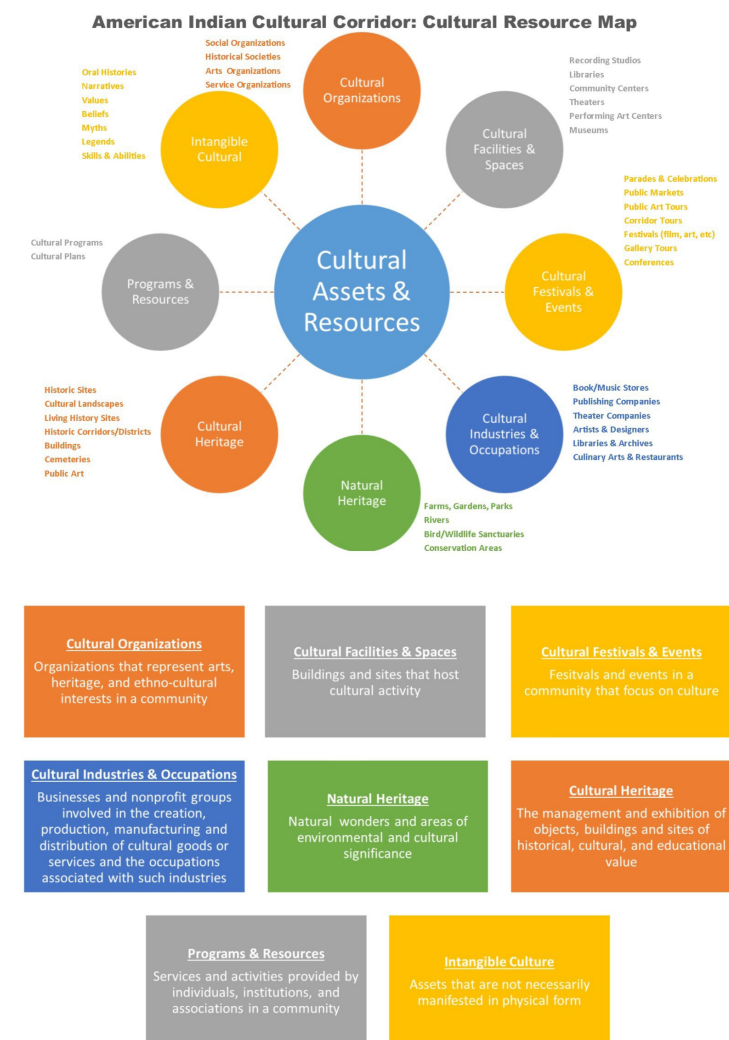 American Indian Cultural Corridor: Cultural Resource Map
Social Organizations
Historical Societies
Arts Organizations
Service Organizations
Cultural
Organizations
Recording Studios
Libraries
Community Centers
Theaters
Performing Art Centers
Museums
Cultural
Facilities &
Spaces
Oral Histories
Narratives
Values
Beliefs
Myths
Legends
Skills & Abilities
Intangible
Cultural
Parades & Celebrations
Public Markets
Public Art Tours
Corridor Tours
Festivals (film, art, etc)
Gallery Tours
Conferences
Cultural
Festivals &
Events
Cultural
Assets &
Resources
Cultural Programs
Cultural Plans
Programs &
Resources
Historic Sites
Cultural Landscapes
Living History Sites
Historic Corridors/Districts
Buildings
Cemeteries
Public Art
Cultural
Heritage
Book/Music Stores
Publishing Companies
Theater Companies
Artists & Designers
Libraries & Archives
Culinary Arts & Restaurants
Cultural
Industries &
Occupations
Natural
Heritage
Farms, Gardens, Parks
Rivers
Bird/Wildlife Sanctuaries
Conservation Areas
Cultural Organizations
Organizations that represent arts,
heritage, and ethno-cultural
interests in a community
Cultural Facilities & Spaces
Buildings and sites that host
cultural activity
Cultural Festivals & Events
Fesitvals and events in a
community that focus on culture
Cultural Industries & Occupations
Businesses and nonprofit groups
involved in the creation,
production, manufacturing and
distribution of cultural goods or
services and the occupations
associated with such industries
Natural Heritage
Natural wonders and areas of
environmental and cultural
significance
Cultural Heritage
The management and exhibition of
objects, buildings and sites of
historical, cultural, and educational
value
Programs & Resources
Services and activities provided by
individuals, institutions, and
associations in a community
Intangible Culture
Assets that are not necessarily
manifested in physical form